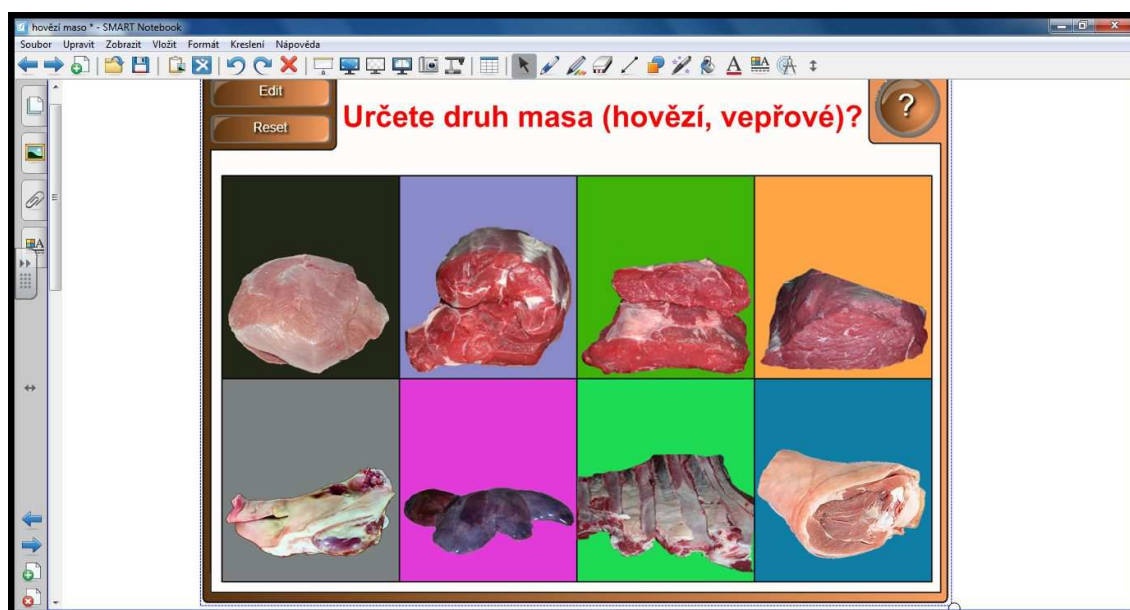 hovězí maso * - SMART Notebook
Soubor Upravit Zobrazit Vložit Formát Kreslení Nápověda
Edit
Určete druh masa (hovězí, vepřové)?
?
Reset